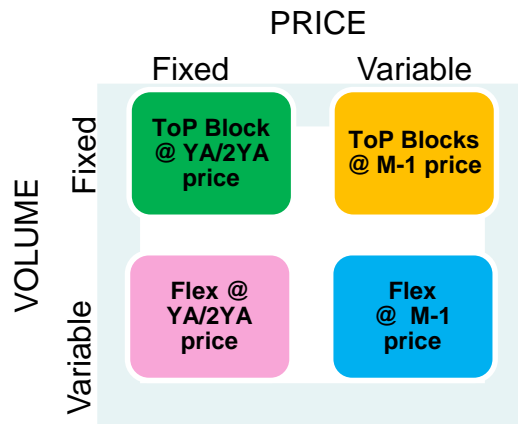 PRICE
Fixed
Variable
VOLUME
Fixed
ToP Block
@ YA/2YA
price
ToP Blocks
@ M-1 price
Variable
Flex @
YA/2YA
price
Flex
@ M-1
price